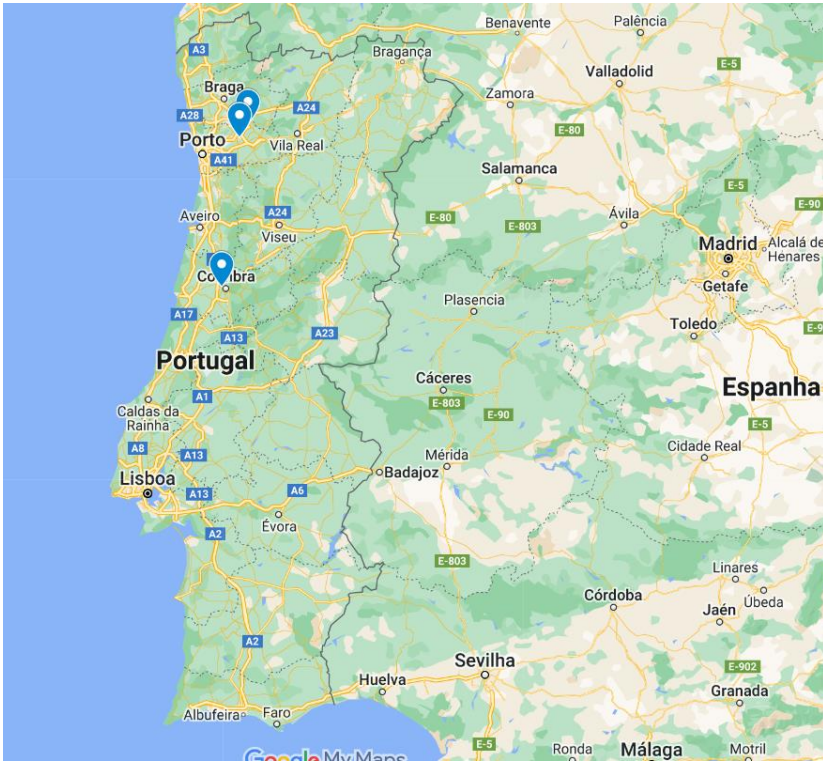 Benavente
Palência
A3
Bragança
E-5
Valladolid
Braga
Zamora
A28
A24
E-80
Porto
Vila Real
A41
Salamanca
E-5
E-90
Aveiro
A24
E-80
Viseu
E-803
Ávila
Madrid
Alcalá de
Henares
Getafe
Plasencia
A17
Toledo
A13
A23
Portugal
Cáceres
Espanha
A1
E-803
E-90
Caldas da
Rainha
E-5
A8
A13
Cidade Real
Mérida
Lisboa
Badajoz
A13
A6
Évora
A2
E-803
Linares
Córdoba
Úbeda
Jaén
A2
Sevilha
E-902
Huelva
Granada
Albufeira
Faro
E-5
Ronda
Málaga
Motril
Google My Maps